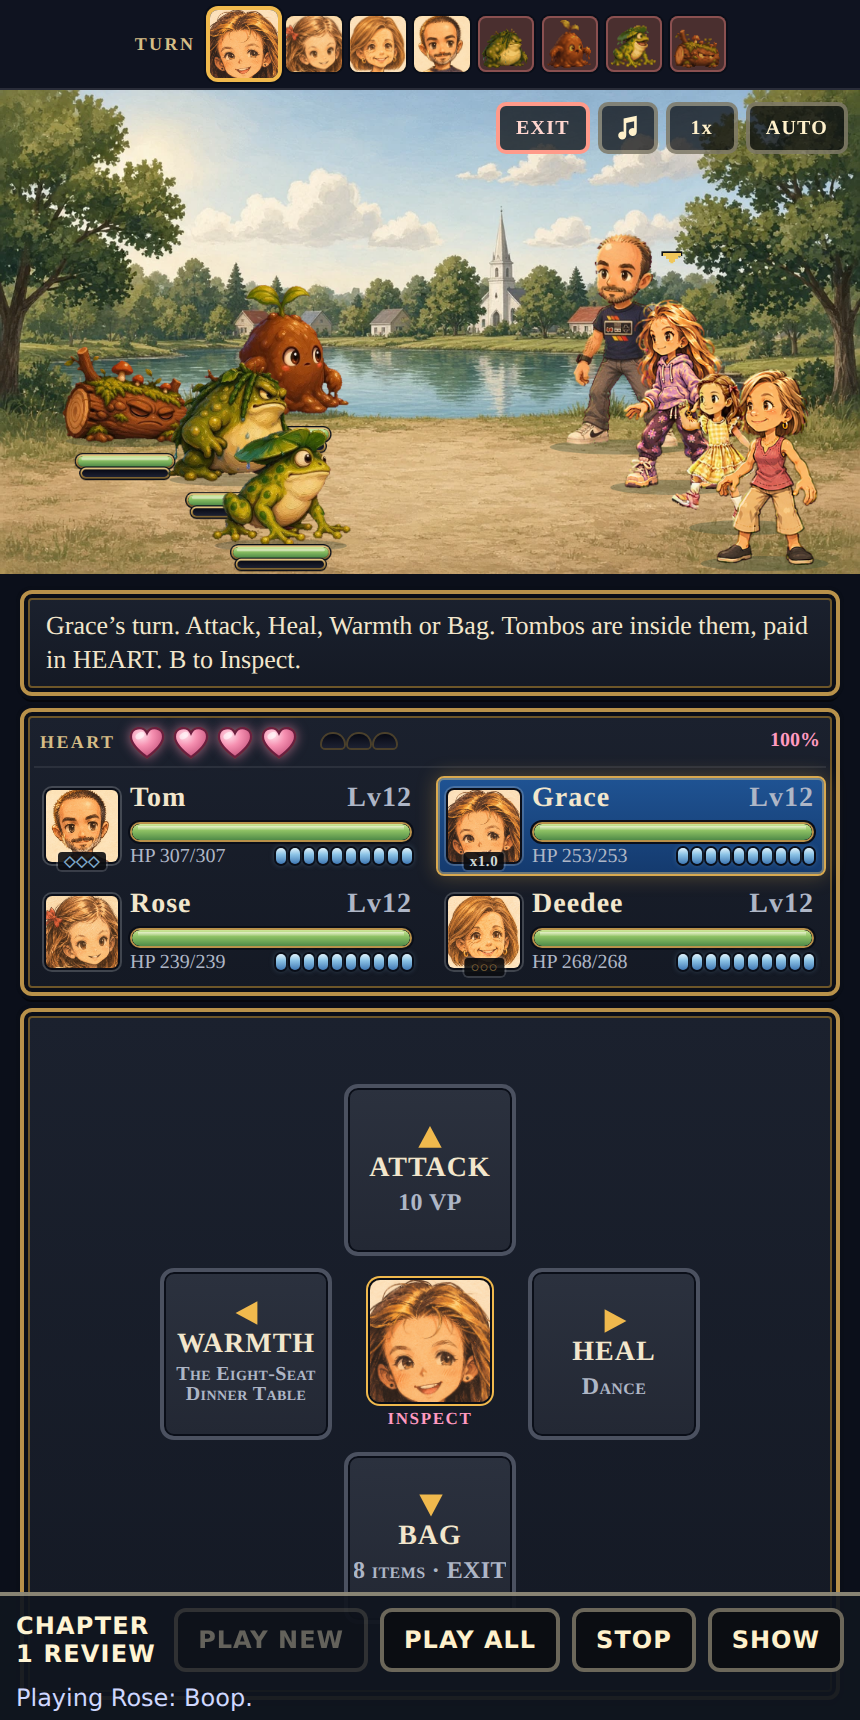 TURN
EXIT
1x
AUTO
Grace’s turn. Attack, Heal, Warmth or Bag. Tombos are inside them, paid
in HEART. B to Inspect.
HEART
100%
Tom Lv12
HP 307/307
Grace Lv12
x1.0
HP 253/253
Rose Lv12
HP 239/239
Deedee Lv12
HP 268/268
ATTACK
10 VP
WARMTH
The Eight-Seat
Dinner Table
INSPECT
HEAL
Dance
BAG
8 items · EXIT
CHAPTER
1 REVIEW
PLAY NEW
PLAY ALL
STOP
SHOW
Playing Rose: Boop.